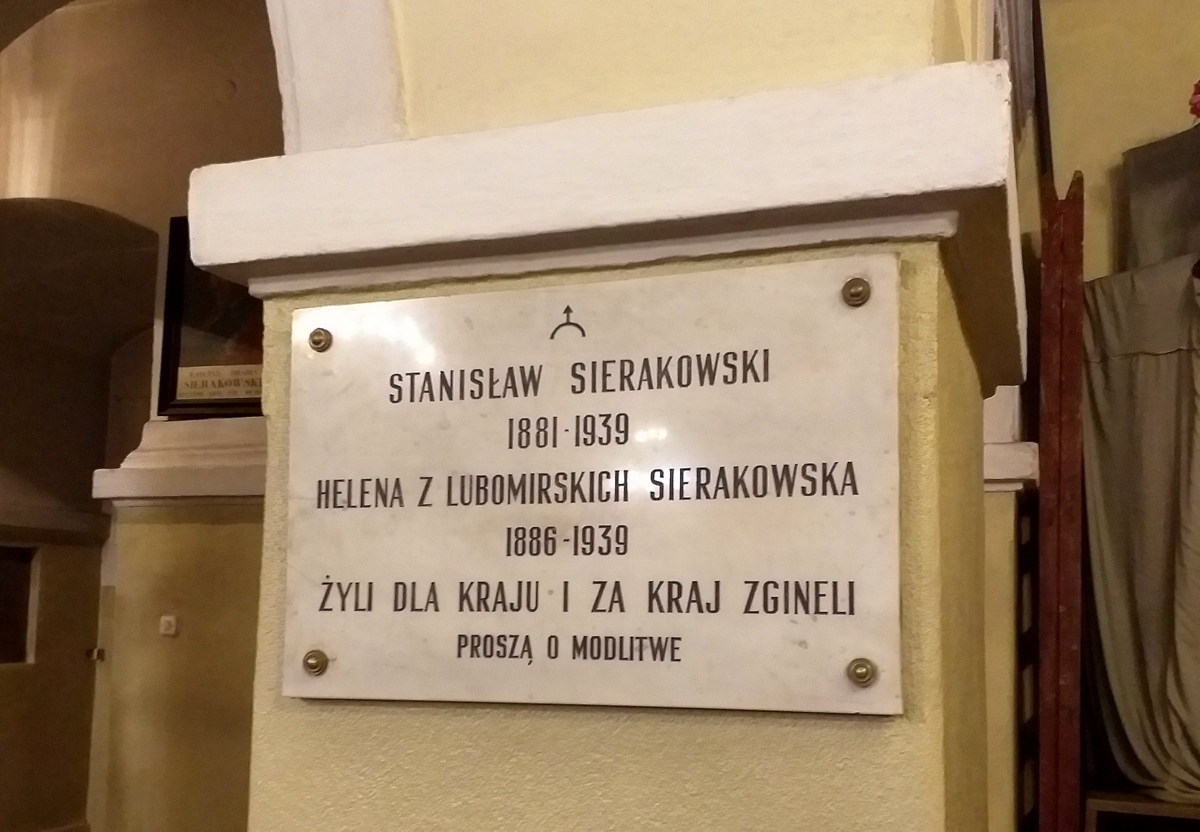 STANISŁAW SIERAKOWSKI
1881-1939
HELENA Z LUBOMIRSKICH SIERAKOWSKA
1886-1939
ŻYLI DLA KRAJU I ZA KRAJ ZGINELI
PROSZĄ O MODLITWE
SIERAKOWSKI